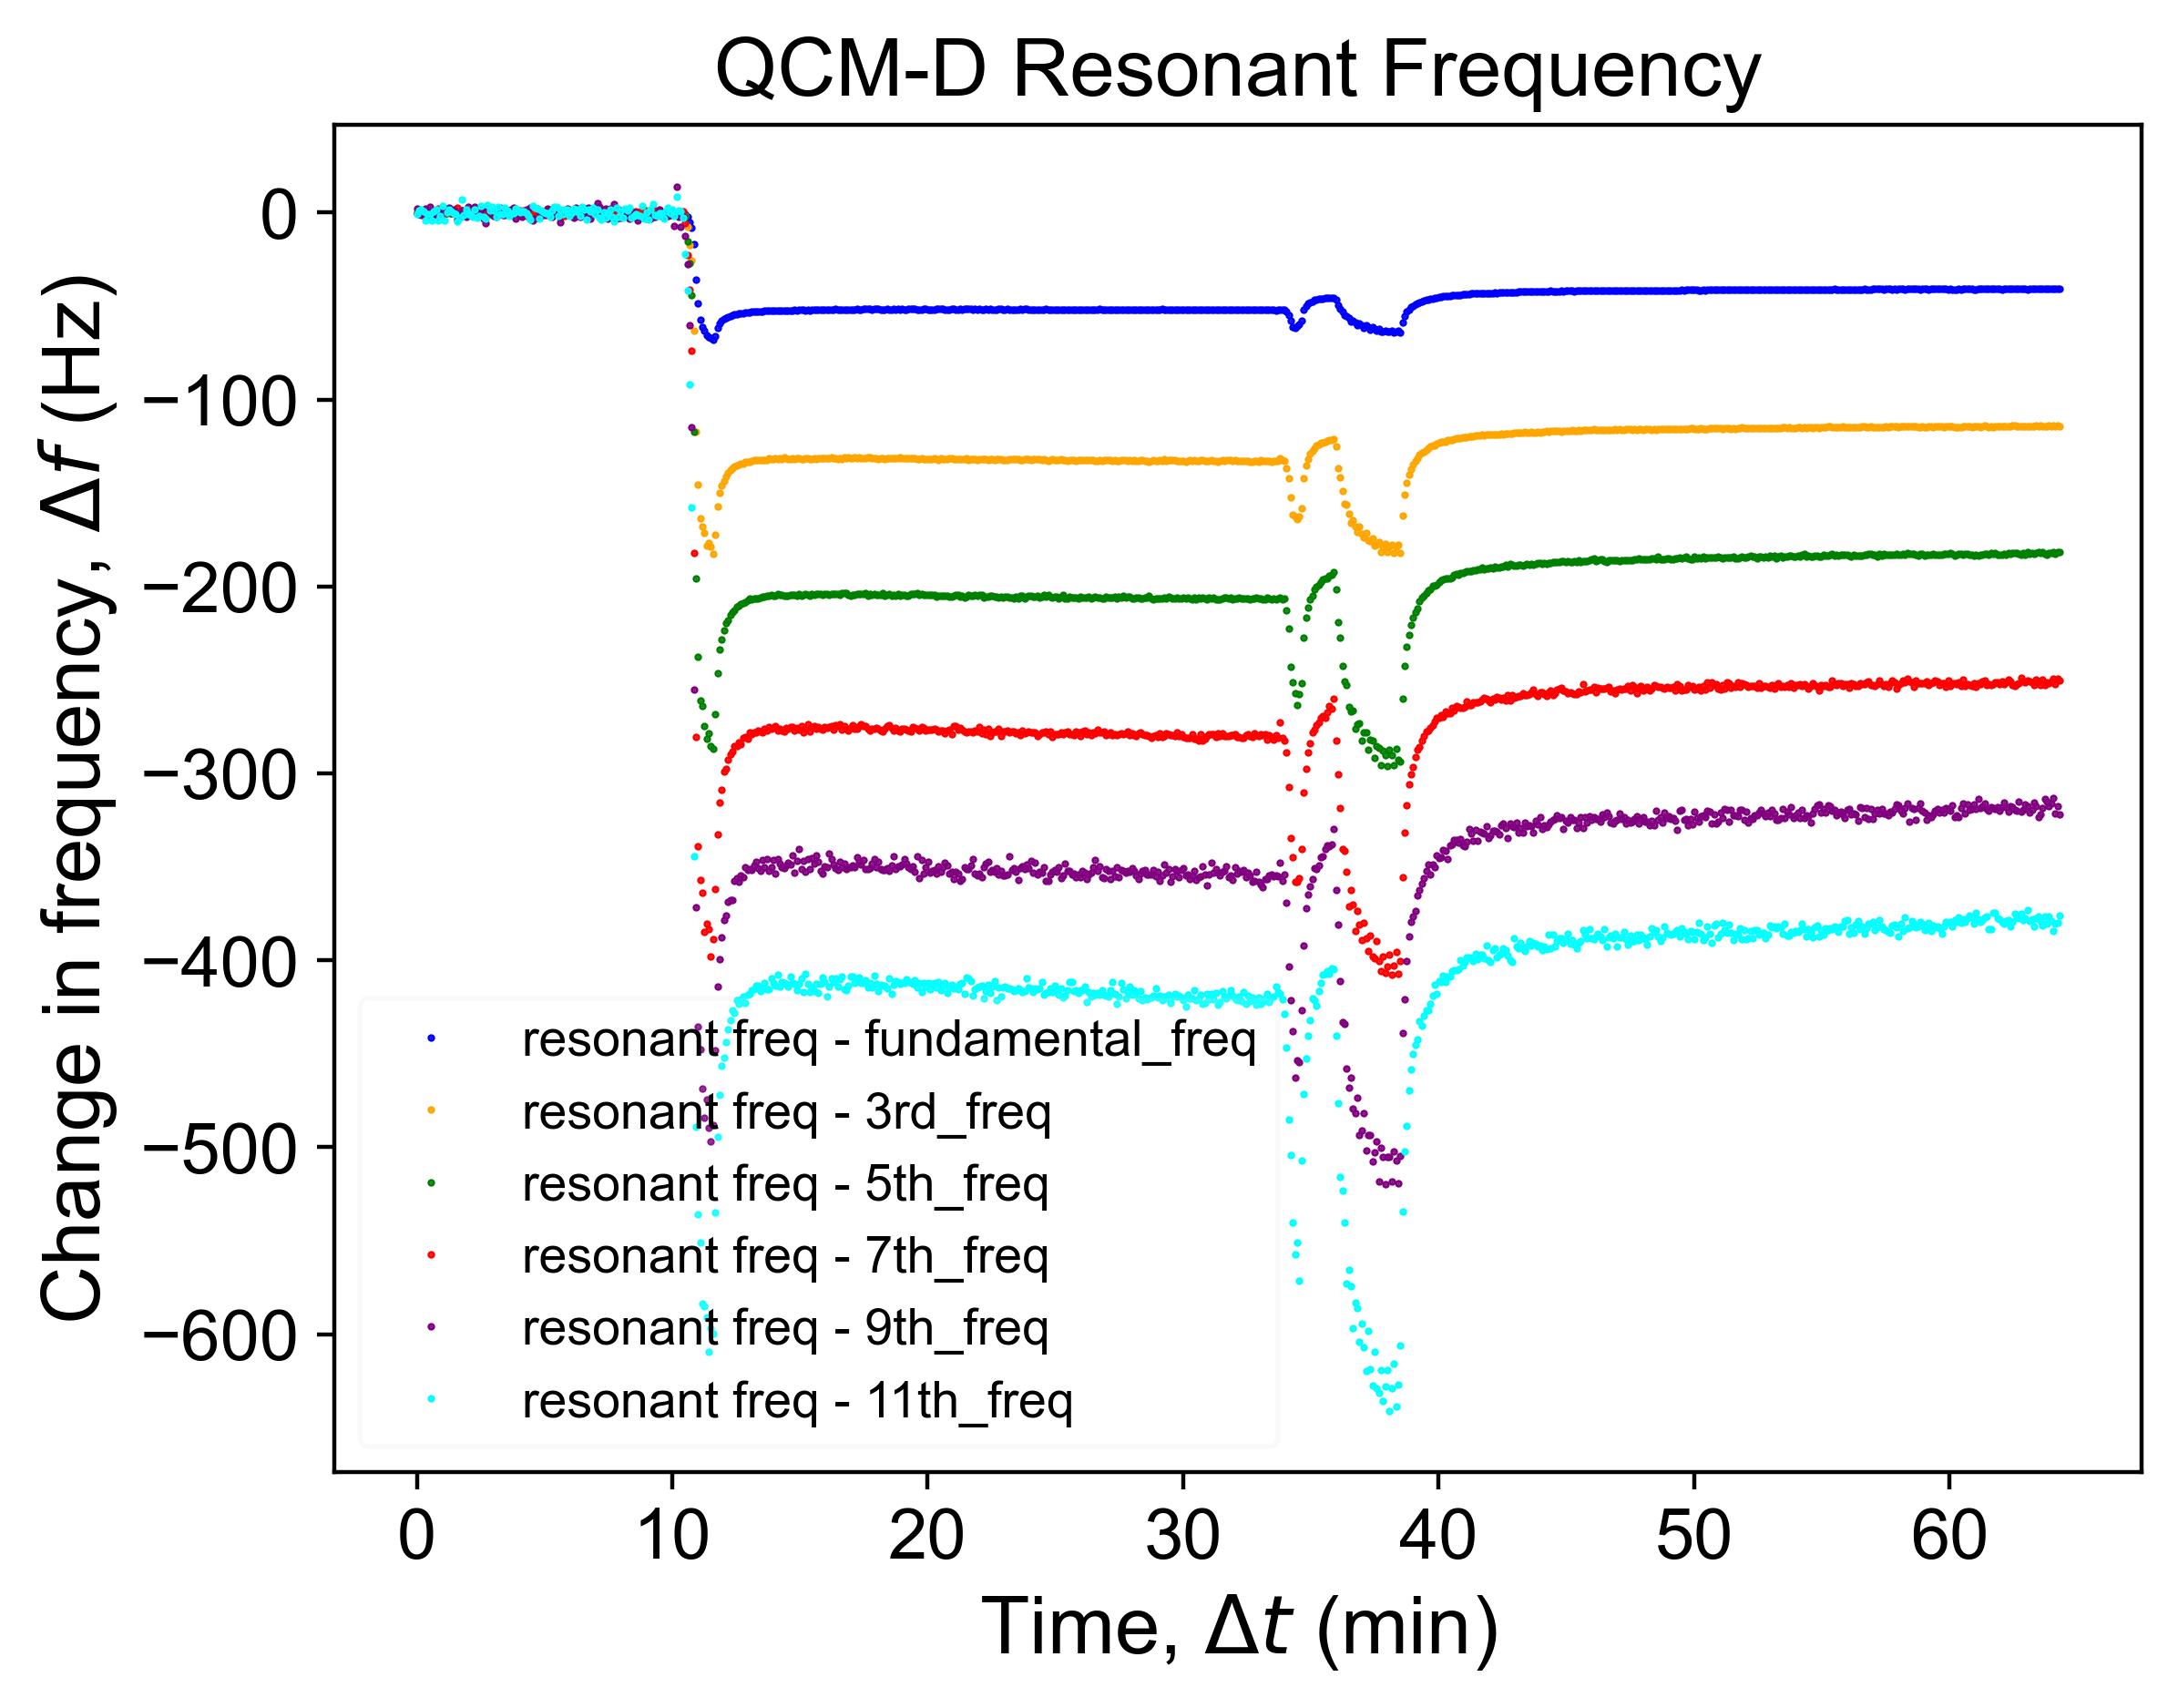 QCM-D Resonant Frequency
Change in frequency, Δf (Hz)
0
−100
−200
−300
−400
−500
−600
resonant freq - fundamental_freq
resonant freq - 3rd_freq
resonant freq - 5th_freq
resonant freq - 7th_freq
resonant freq - 9th_freq
resonant freq - 11th_freq
0 10 20 30 40 50 60
Time, Δt (min)